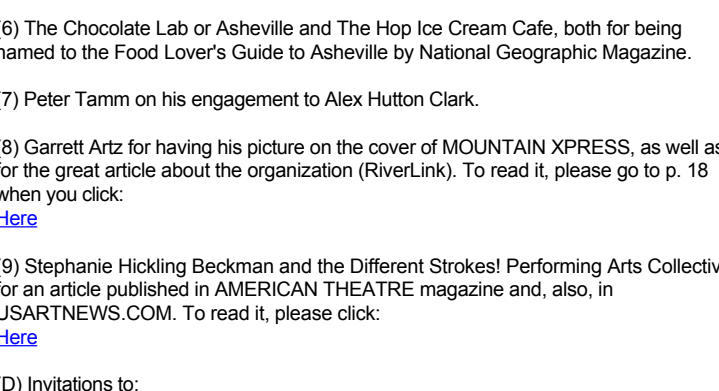 (6) The Chocolate Lab or Asheville and The Hop Ice Cream Cafe, both for being
named to the Food Lover's Guide to Asheville by National Geographic Magazine.
(7) Peter Tamm on his engagement to Alex Hutton Clark.
(8) Garrett Artz for having his picture on the cover of MOUNTAIN XPRESS, as well as
for the great article about the organization (RiverLink). To read it, please go to p. 18
when you click:
Here
(9) Stephanie Hickling Beckman and the Different Strokes! Performing Arts Collectiv
for an article published in AMERICAN THEATRE magazine and, also, in
USARTNEWS.COM. To read it, please click:
Here
(D) Invitations to: